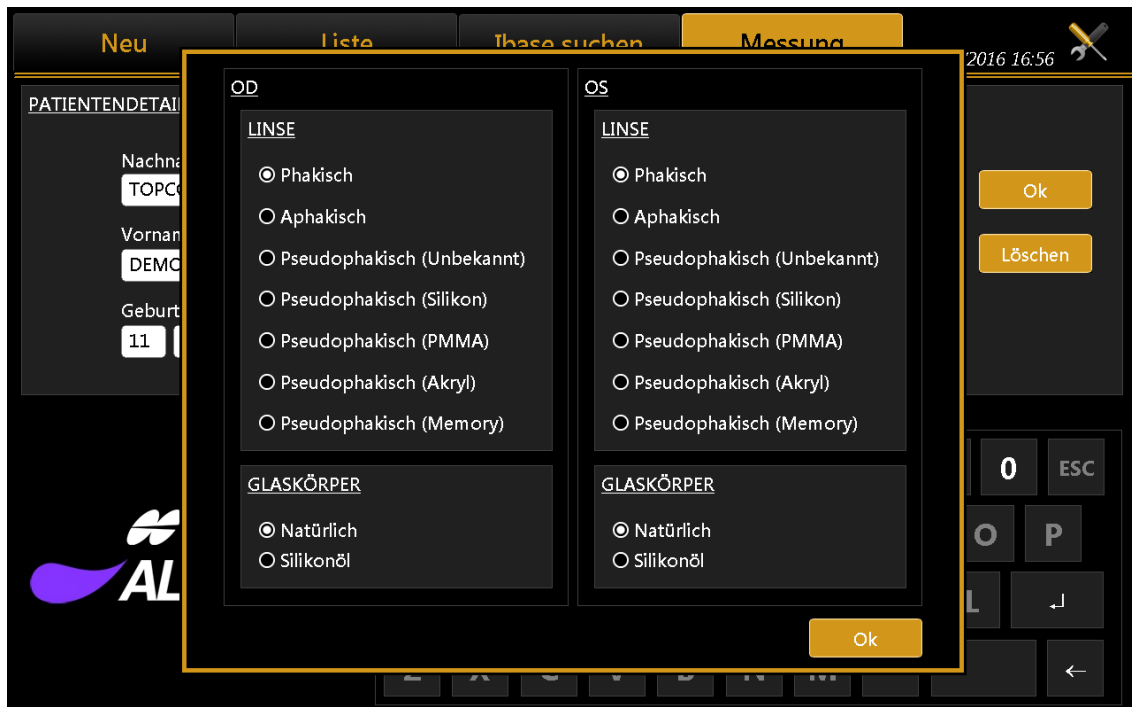 Neu
Liste
Ibase suchen
Messung
2016 16:56
PATIENTENDETAI
Nachna
TOPC
Vornan
DEMO
Geburt
11
Ok
Löschen
OD
LINSE
Phakisch
Aphakisch
Pseudophakisch (Unbekannt)
Pseudophakisch (Silikon)
Pseudophakisch (PMMA)
Pseudophakisch (Akryl)
Pseudophakisch (Memory)
GLASKÖRPER
Natürlich
Silikonöl
OS
LINSE
Phakisch
Aphakisch
Pseudophakisch (Unbekannt)
Pseudophakisch (Silikon)
Pseudophakisch (PMMA)
Pseudophakisch (Akryl)
Pseudophakisch (Memory)
GLASKÖRPER
Natürlich
Silikonöl
Ok
AL
0 ESC
O P
L
Z X C V B N M